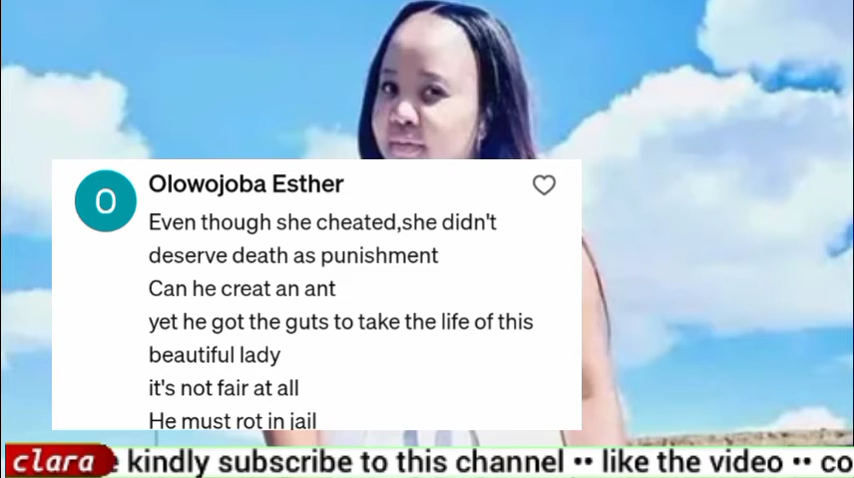 O
Olowojoba Esther
Even though she cheated,she didn't
deserve death as punishment
Can he creat an ant
yet he got the guts to take the life of this
beautiful lady
it's not fair at all
He must rot in jail
clara
kindly subscribe to this channel •• like the video •• co